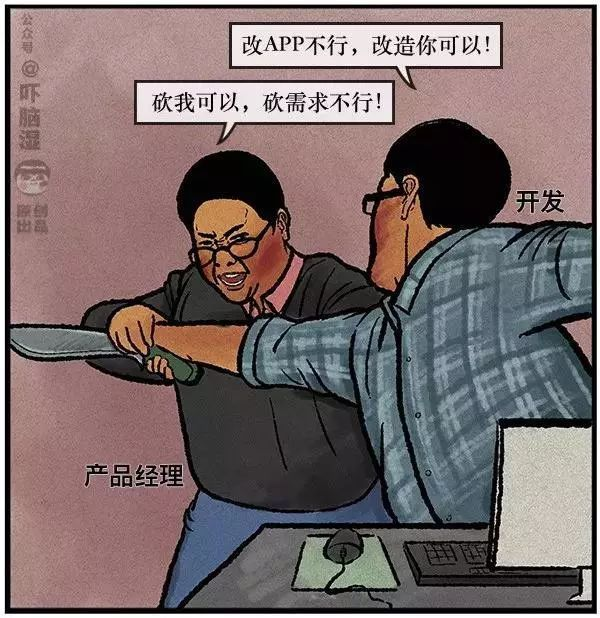 改APP不行，改造你可以！
砍我可以，砍需求不行！
公众号@吓脑湿
原创
出品
开发
产品经理